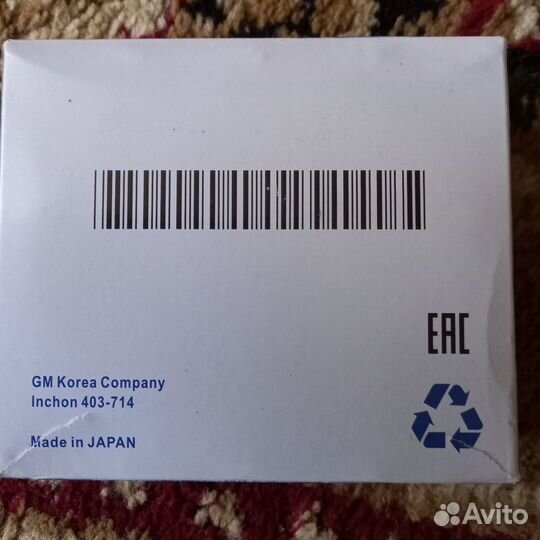 EAC
GM Korea Company
Inchon 403-714
Made in JAPAN
Avito